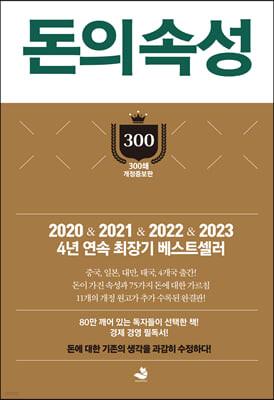 돈의 속성
300
300쇄
개정증보판
2020 & 2021 & 2022 & 2023
4년 연속 최장기 베스트셀러
중국, 일본, 대만, 태국, 4개국 출간!
돈이 가진 속성과 75가지 돈에 대한 가르침
11개의 개정 원고가 추가 수록된 완결판!
80만 깨어 있는 독자들이 선택한 책!
경제 경영 필독서!
돈에 대한 기존의 생각을 과감히 수정하다!